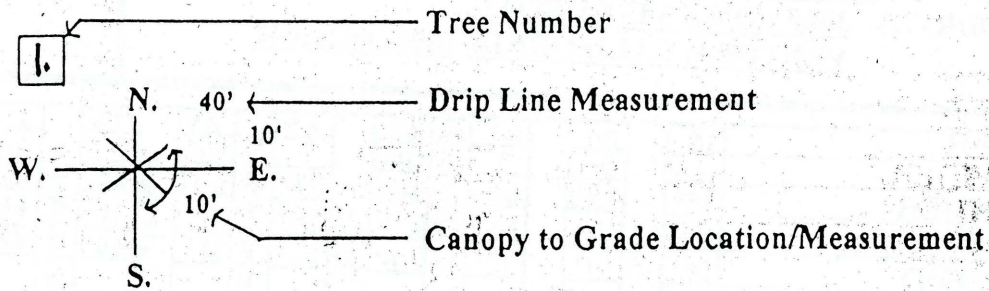 Tree Number
1.
N. 40' Drip Line Measurement
10'
W. E.
10'
Canopy to Grade Location/Measurement
S.